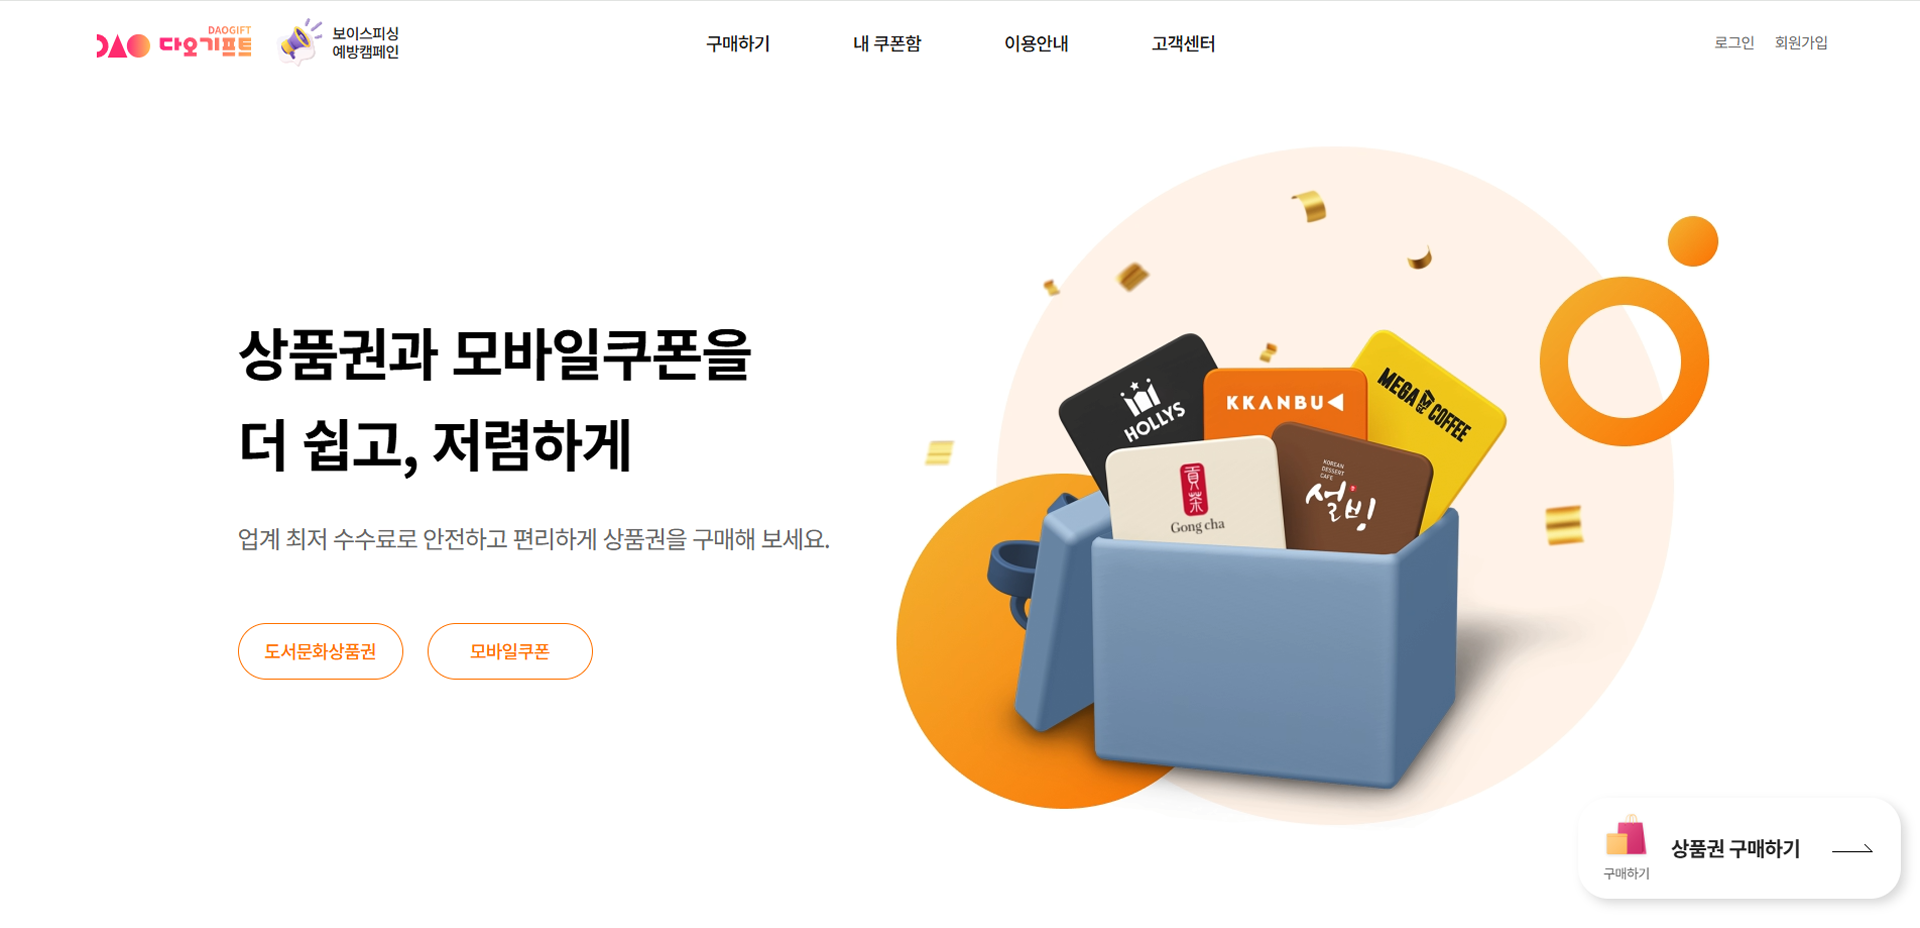 DAOGIFT
DAO 다오기프트
보이스피싱
예방캠페인
구매하기
내 쿠폰함
이용안내
고객센터
로그인
회원가입
상품권과 모바일쿠폰을
더 쉽고, 저렴하게
업계 최저 수수료로 안전하고 편리하게 상품권을 구매해 보세요.
도서문화상품권
모바일쿠폰
HOLLYS
KKANBU
MEGA MGC COFFEE
貢茶
Gong cha
KOREAN
DESSERT
CAFE
설빙
구매하기
상품권 구매하기